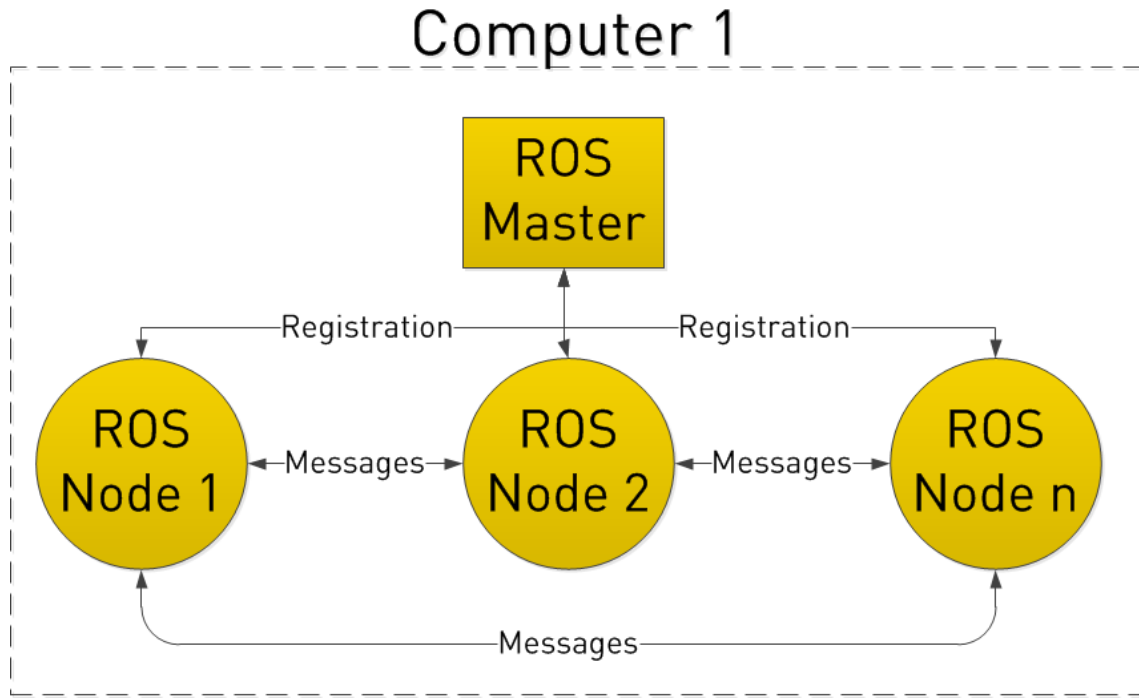 Computer 1
ROS
Master
Registration
Registration
ROS
Node 1
Messages
ROS
Node 2
Messages
ROS
Node n
Messages